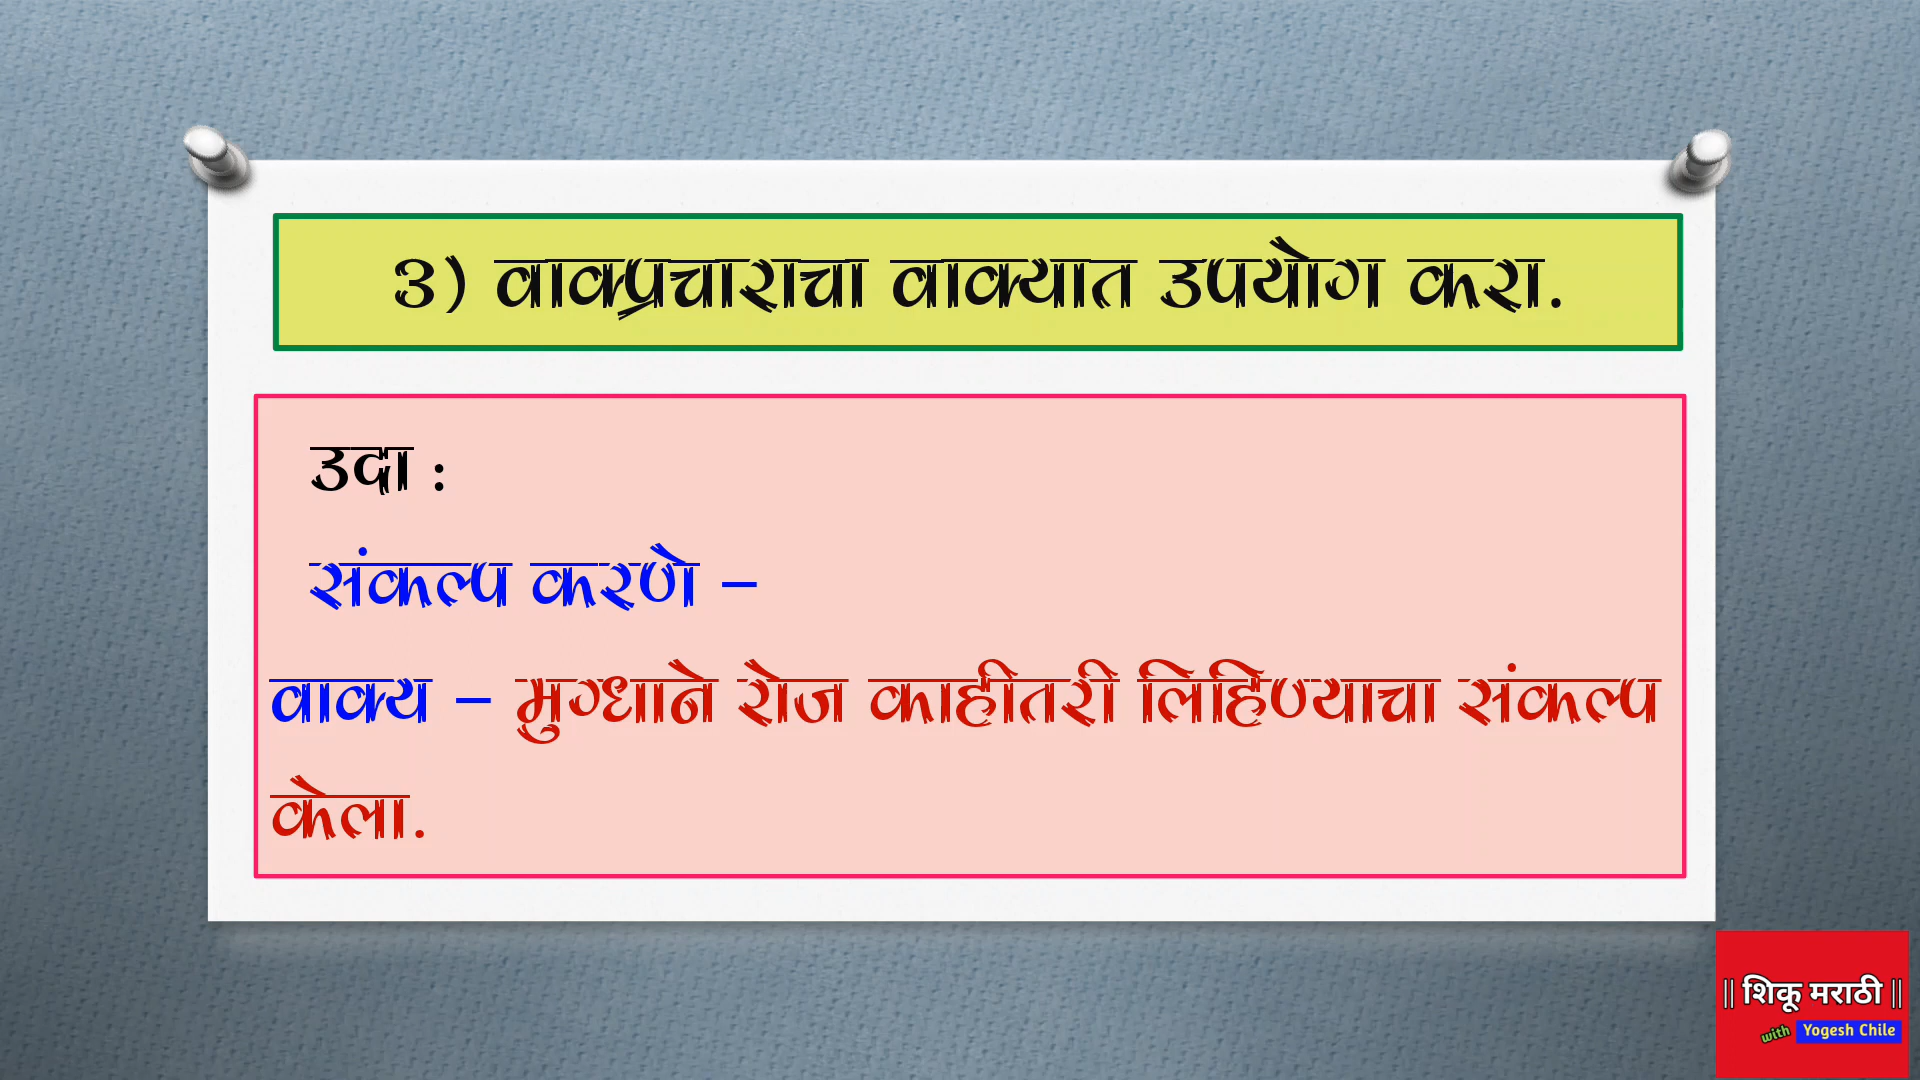 ३) वाक्प्रचाराचा वाक्यात उपयोग करा.
उदा :
संकल्प करणे –
वाक्य – मुग्धाने रोज काहीतरी लिहिण्याचा संकल्प
केला.
|| शिकू मराठी ||
with Yogesh Chile